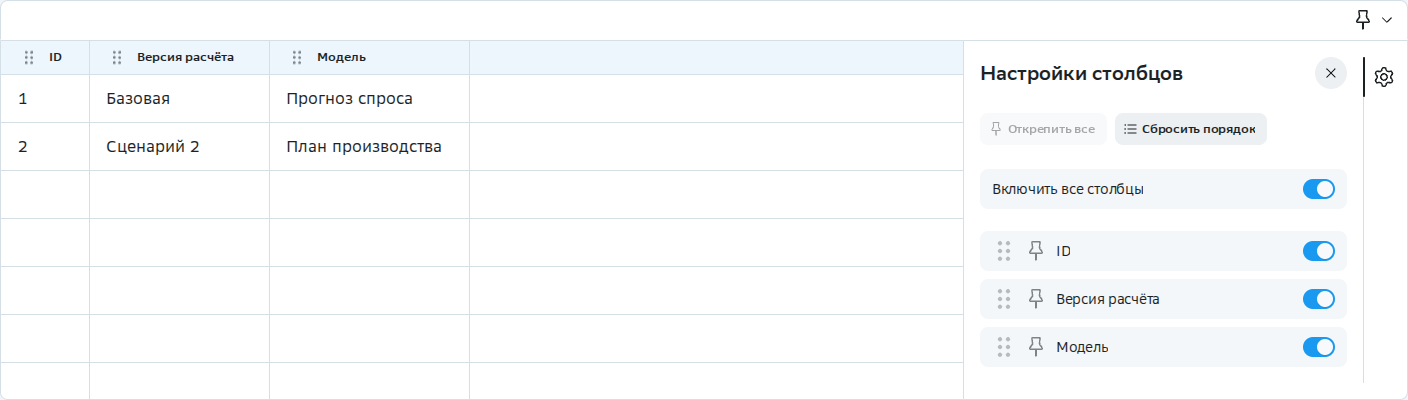 ID Версия расчёта Модель
1 Базовая Прогноз спроса
2 Сценарий 2 План производства
Настройки столбцов
Открепить все Сбросить порядок
Включить все столбцы
ID
Версия расчёта
Модель